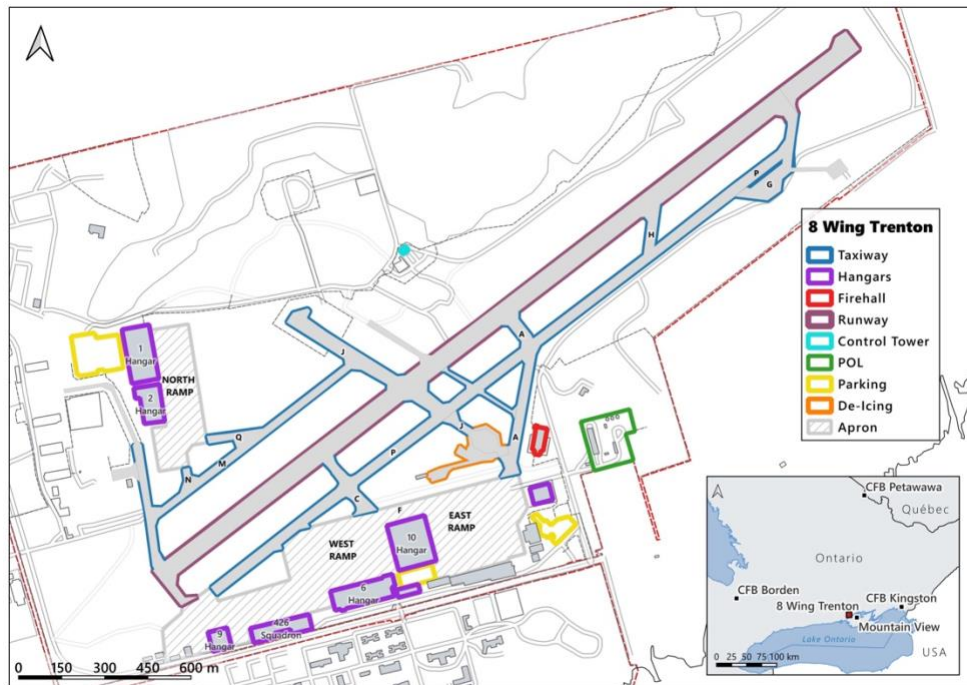 P
G
H
8 Wing Trenton
Taxiway
Hangars
Firehall
Runway
Control Tower
POL
Parking
De-Icing
Apron
A
J
1
Hangar
NORTH
RAMP
2
Hangar
Q
M
N
J
A
P
C
F
EAST
RAMP
WEST
RAMP
10
Hangar
6
Hangar
426
Squadron
9
Hangar
0 150 300 450 600 m
CFB Petawawa
Québec
Ontario
CFB Borden
CFB Kingston
8 Wing Trenton
Mountain View
Lake Ontario
USA
0 25 50 75 100 km